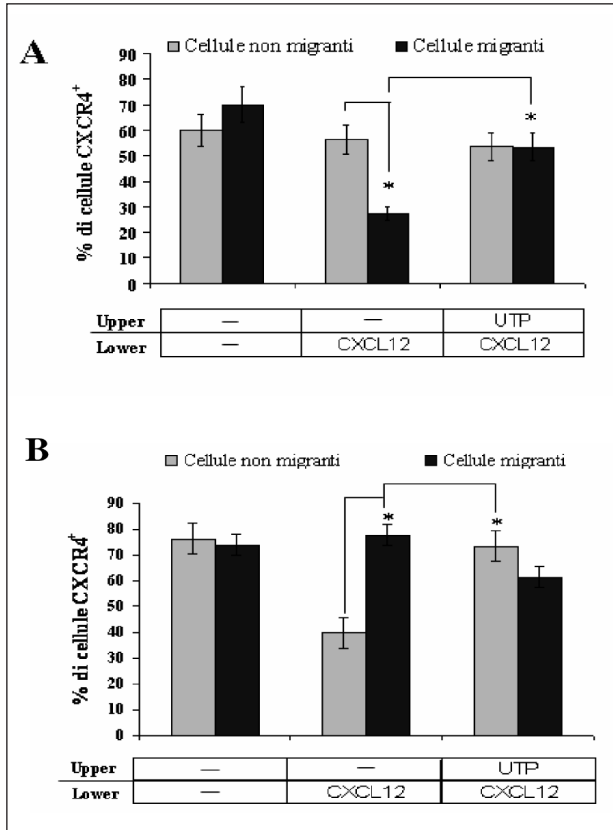 A
Cellule non migranti Cellule migranti
% di cellule CXCR4+
90
80
70
60
50
40
30
20
10
0
*
*
Upper — — UTP
Lower — CXCL12 CXCL12
B
Cellule non migranti Cellule migranti
% di cellule CXCR4+
90
80
70
60
50
40
30
20
10
0
*
*
Upper — — UTP
Lower — CXCL12 CXCL12